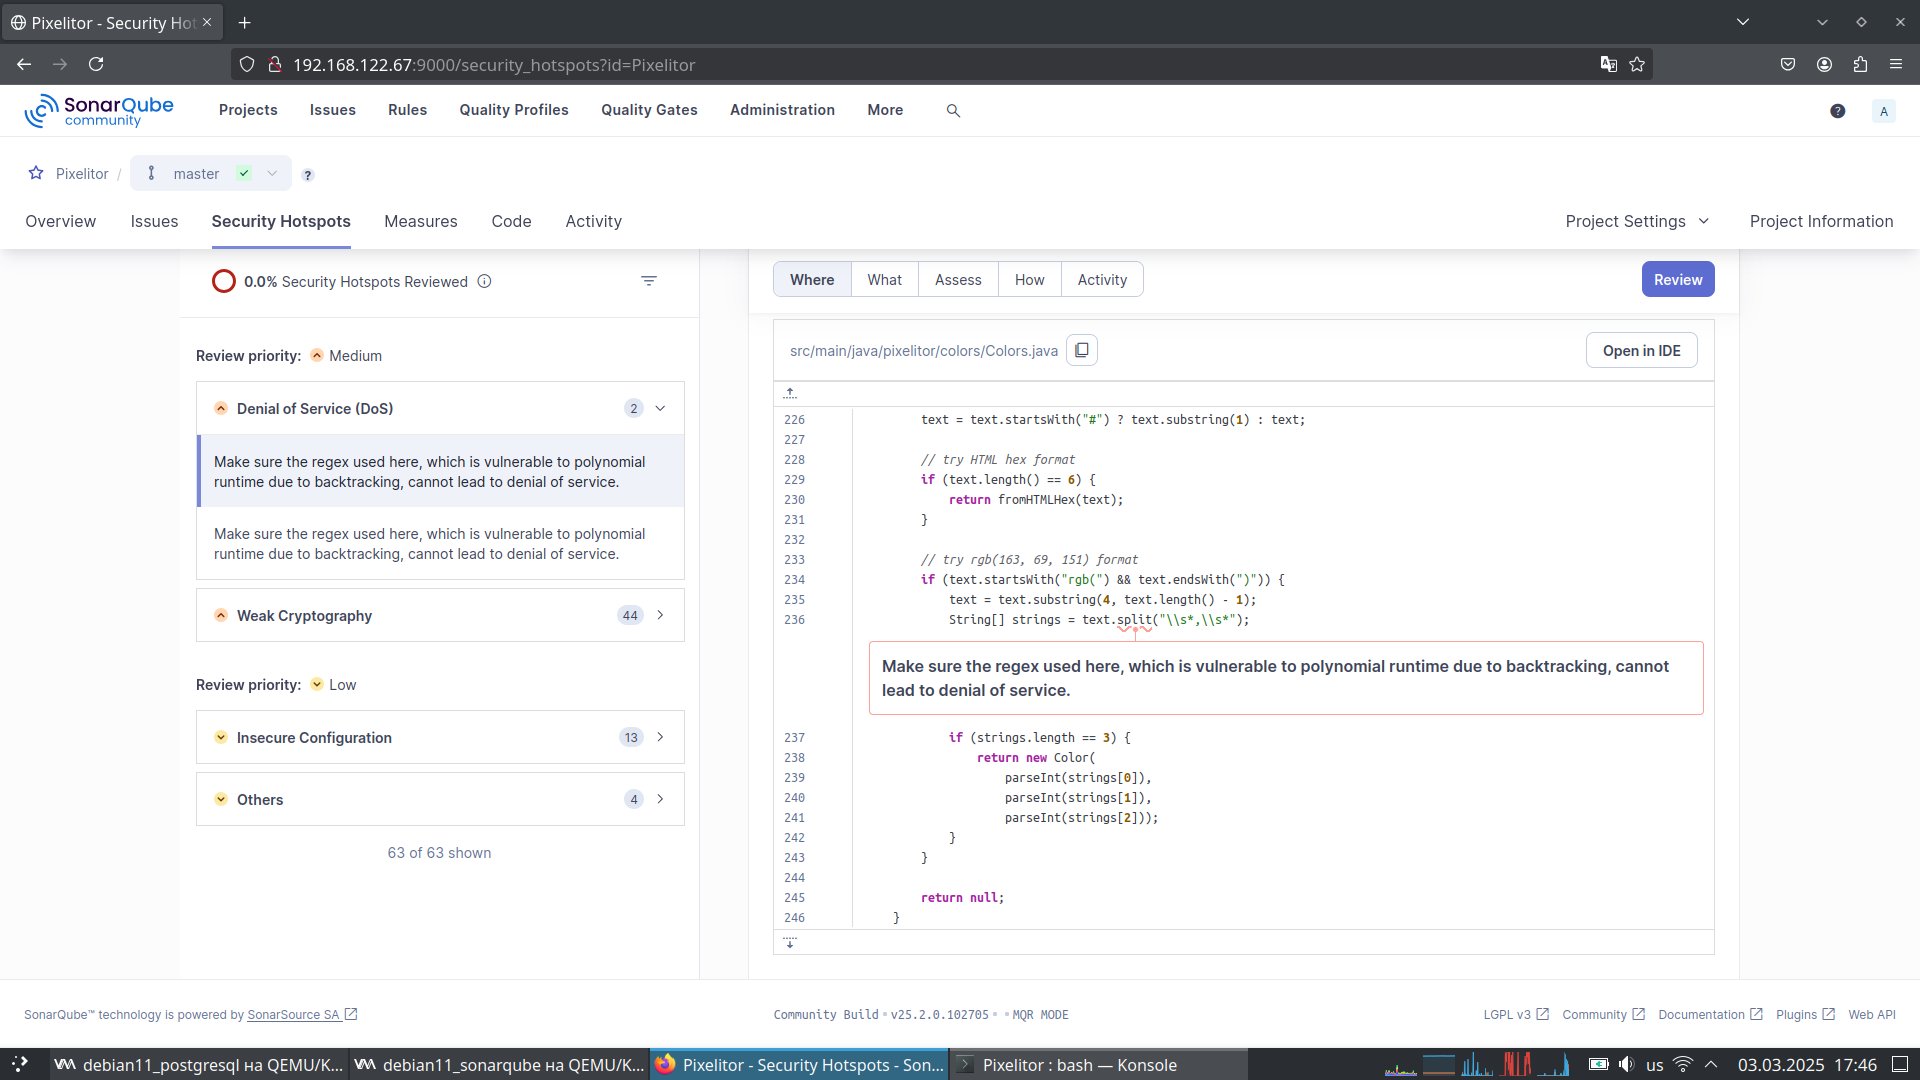 Pixelitor - Security Hot
192.168.122.67:9000/security_hotspots?id=Pixelitor
SonarQube community
Projects Issues Rules Quality Profiles Quality Gates Administration More
? A
Pixelitor / master ?
Overview Issues Security Hotspots Measures Code Activity Project Settings Project Information
0.0% Security Hotspots Reviewed
Review priority: Medium
Denial of Service (DoS) 2
Make sure the regex used here, which is vulnerable to polynomial
runtime due to backtracking, cannot lead to denial of service.
Make sure the regex used here, which is vulnerable to polynomial
runtime due to backtracking, cannot lead to denial of service.
Weak Cryptography 44
Review priority: Low
Insecure Configuration 13
Others 4
63 of 63 shown
Where What Assess How Activity Review
src/main/java/pixelitor/colors/Colors.java Open in IDE
226 text = text.startsWith("#") ? text.substring(1) : text;
227
228 // try HTML hex format
229 if (text.length() == 6) {
230 return fromHTMLHex(text);
231 }
232
233 // try rgb(163, 69, 151) format
234 if (text.startsWith("rgb(") && text.endsWith(")")) {
235 text = text.substring(4, text.length() - 1);
236 String[] strings = text.split("\\s*,\\s*");
Make sure the regex used here, which is vulnerable to polynomial runtime due to backtracking, cannot
lead to denial of service.
237 if (strings.length == 3) {
238 return new Color(
239 parseInt(strings[0]),
240 parseInt(strings[1]),
241 parseInt(strings[2]));
242 }
243 }
244
245 return null;
246 }
SonarQube™ technology is powered by SonarSource SA
Community Build v25.2.0.102705 MQR MODE
LGPL v3 Community Documentation Plugins Web API
debian11_postgresql на QEMU/K... debian11_sonarqube на QEMU/K... Pixelitor - Security Hotspots - Son... Pixelitor : bash — Konsole us 03.03.2025 17:46